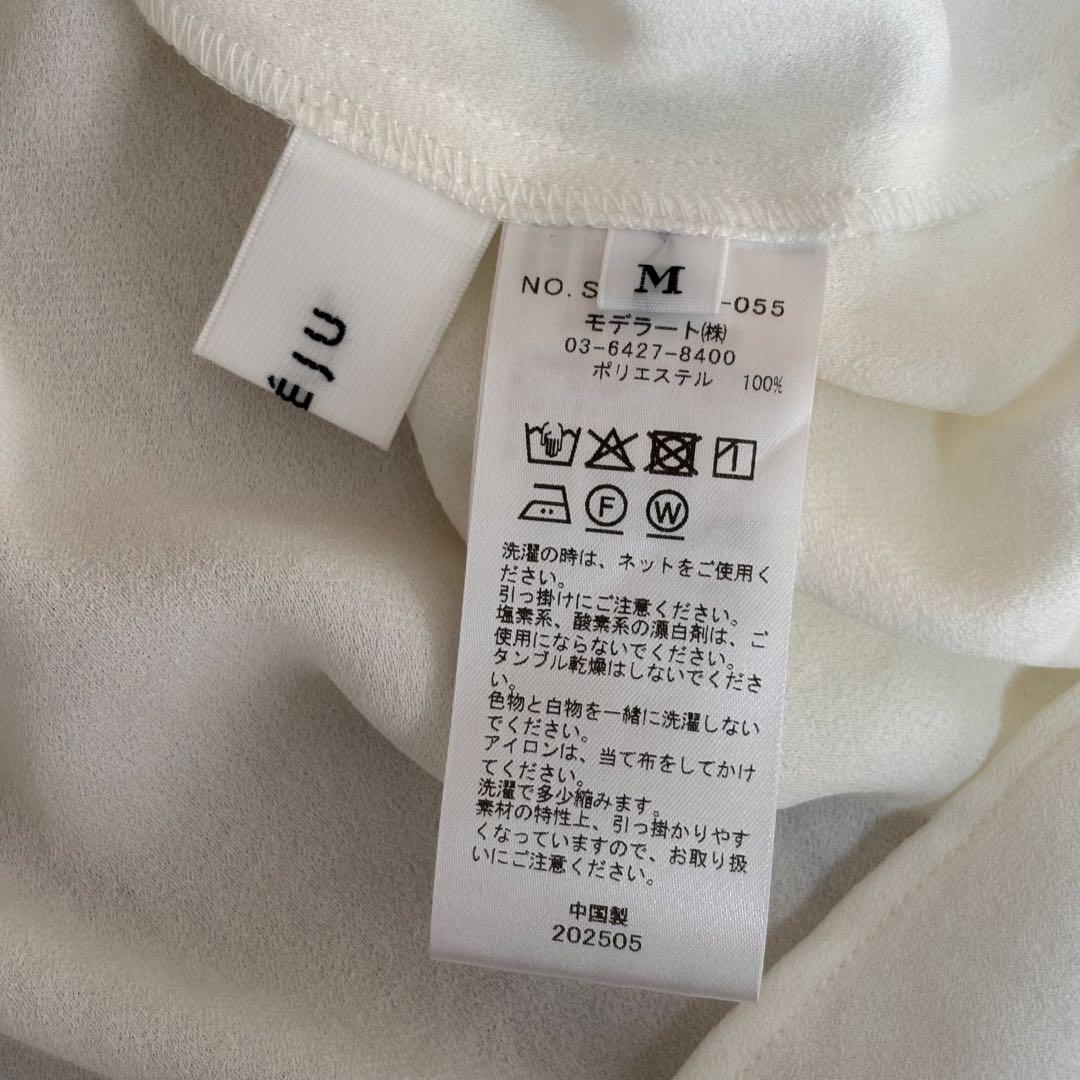 ÉJU
M
NO. S -055
モデラート㈱
03-6427-8400
ポリエステル 100%
F
W
洗濯の時は、ネットをご使用く
ださい。
引っ掛けにご注意ください。
塩素系、酸素系の漂白剤は、ご
使用にならないでください。
タンブル乾燥はしないでくださ
い。
色物と白物を一緒に洗濯しない
でください。
アイロンは、当て布をしてかけ
てください。
洗濯で多少縮みます。
素材の特性上、引っ掛かりやす
くなっていますので、お取り扱
いにご注意ください。
中国製
202505